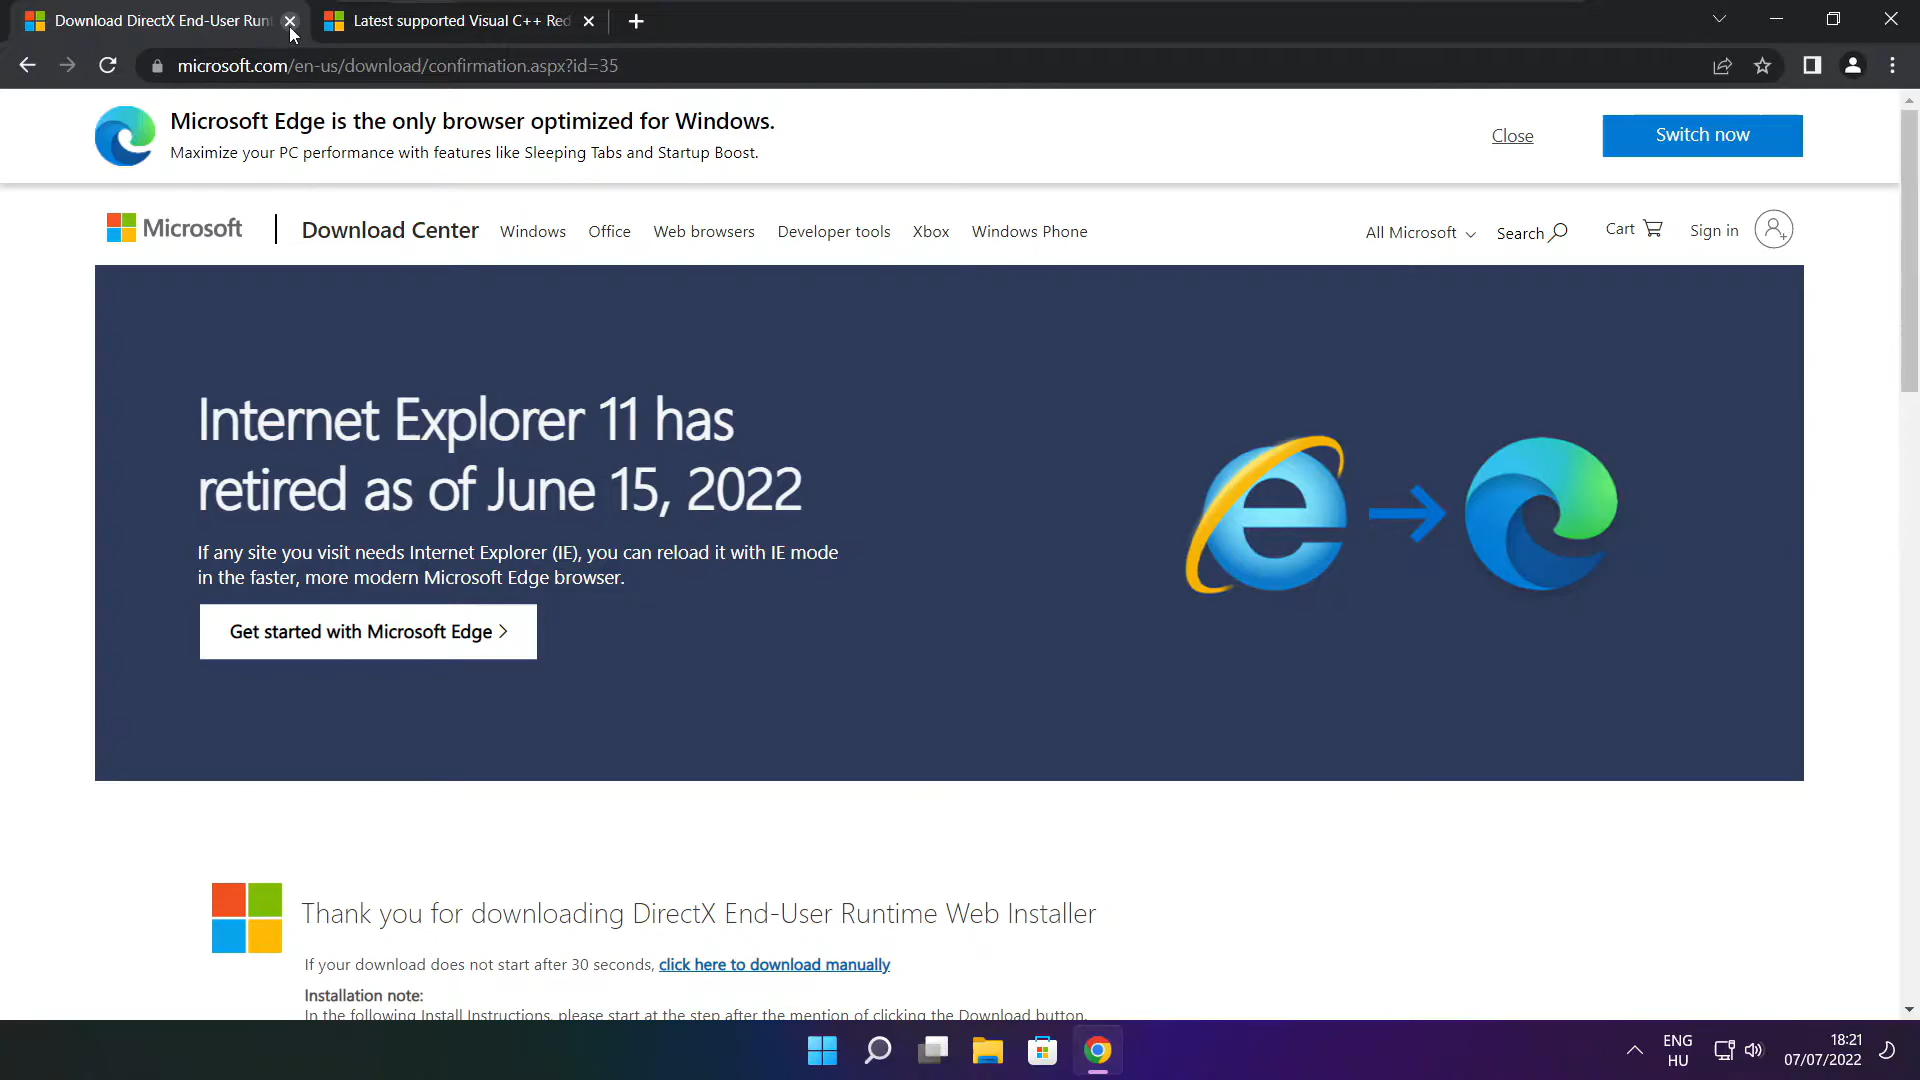 Download DirectX End-User Runt
Latest supported Visual C++ Red
microsoft.com/en-us/download/confirmation.aspx?id=35
Microsoft Edge is the only browser optimized for Windows.
Maximize your PC performance with features like Sleeping Tabs and Startup Boost.
Close
Switch now
Microsoft
Download Center
Windows
Office
Web browsers
Developer tools
Xbox
Windows Phone
All Microsoft
Search
Cart
Sign in
Internet Explorer 11 has
retired as of June 15, 2022
If any site you visit needs Internet Explorer (IE), you can reload it with IE mode
in the faster, more modern Microsoft Edge browser.
Get started with Microsoft Edge
Thank you for downloading DirectX End-User Runtime Web Installer
If your download does not start after 30 seconds, click here to download manually
Installation note:
In the following Install Instructions, please start at the step after the mention of clicking the Download button.
ENG
HU
18:21
07/07/2022